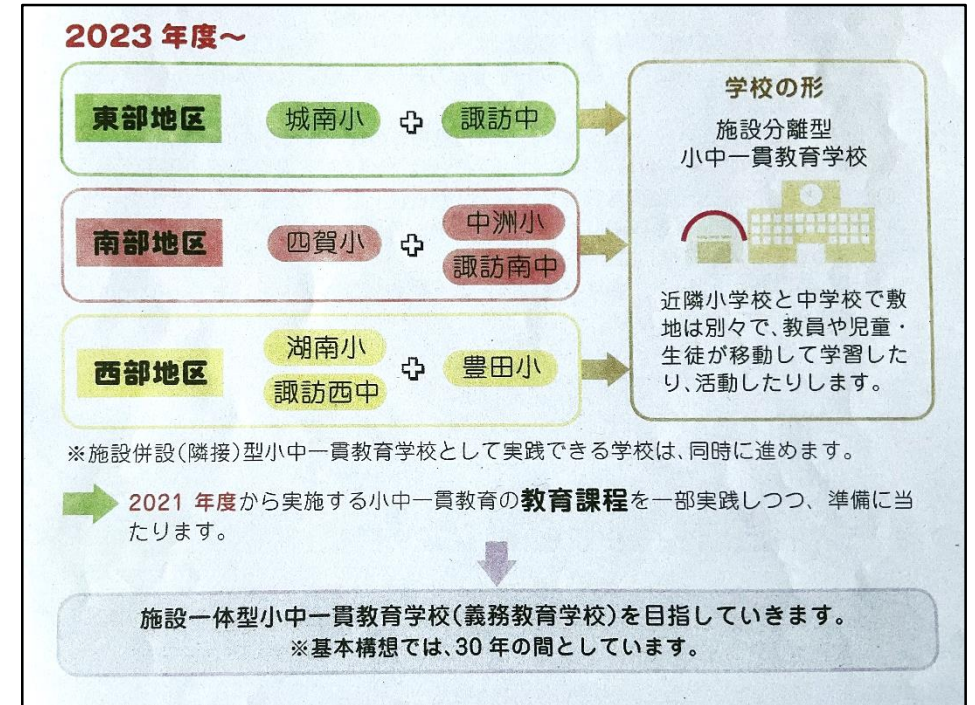 2023 年度～
東部地区
城南小
諏訪中
南部地区
四賀小
中洲小
諏訪南中
西部地区
湖南小
諏訪西中
豊田小
学校の形
施設分離型
小中一貫教育学校
近隣小学校と中学校で敷
地は別々で、教員や児童・
生徒が移動して学習した
り、活動したりします。
※施設併設(隣接)型小中一貫教育学校として実践できる学校は、同時に進めます。
2021 年度から実施する小中一貫教育の教育課程を一部実践しつつ、準備に当
たります。
施設一体型小中一貫教育学校(義務教育学校)を目指していきます。
※基本構想では、30 年の間としています。